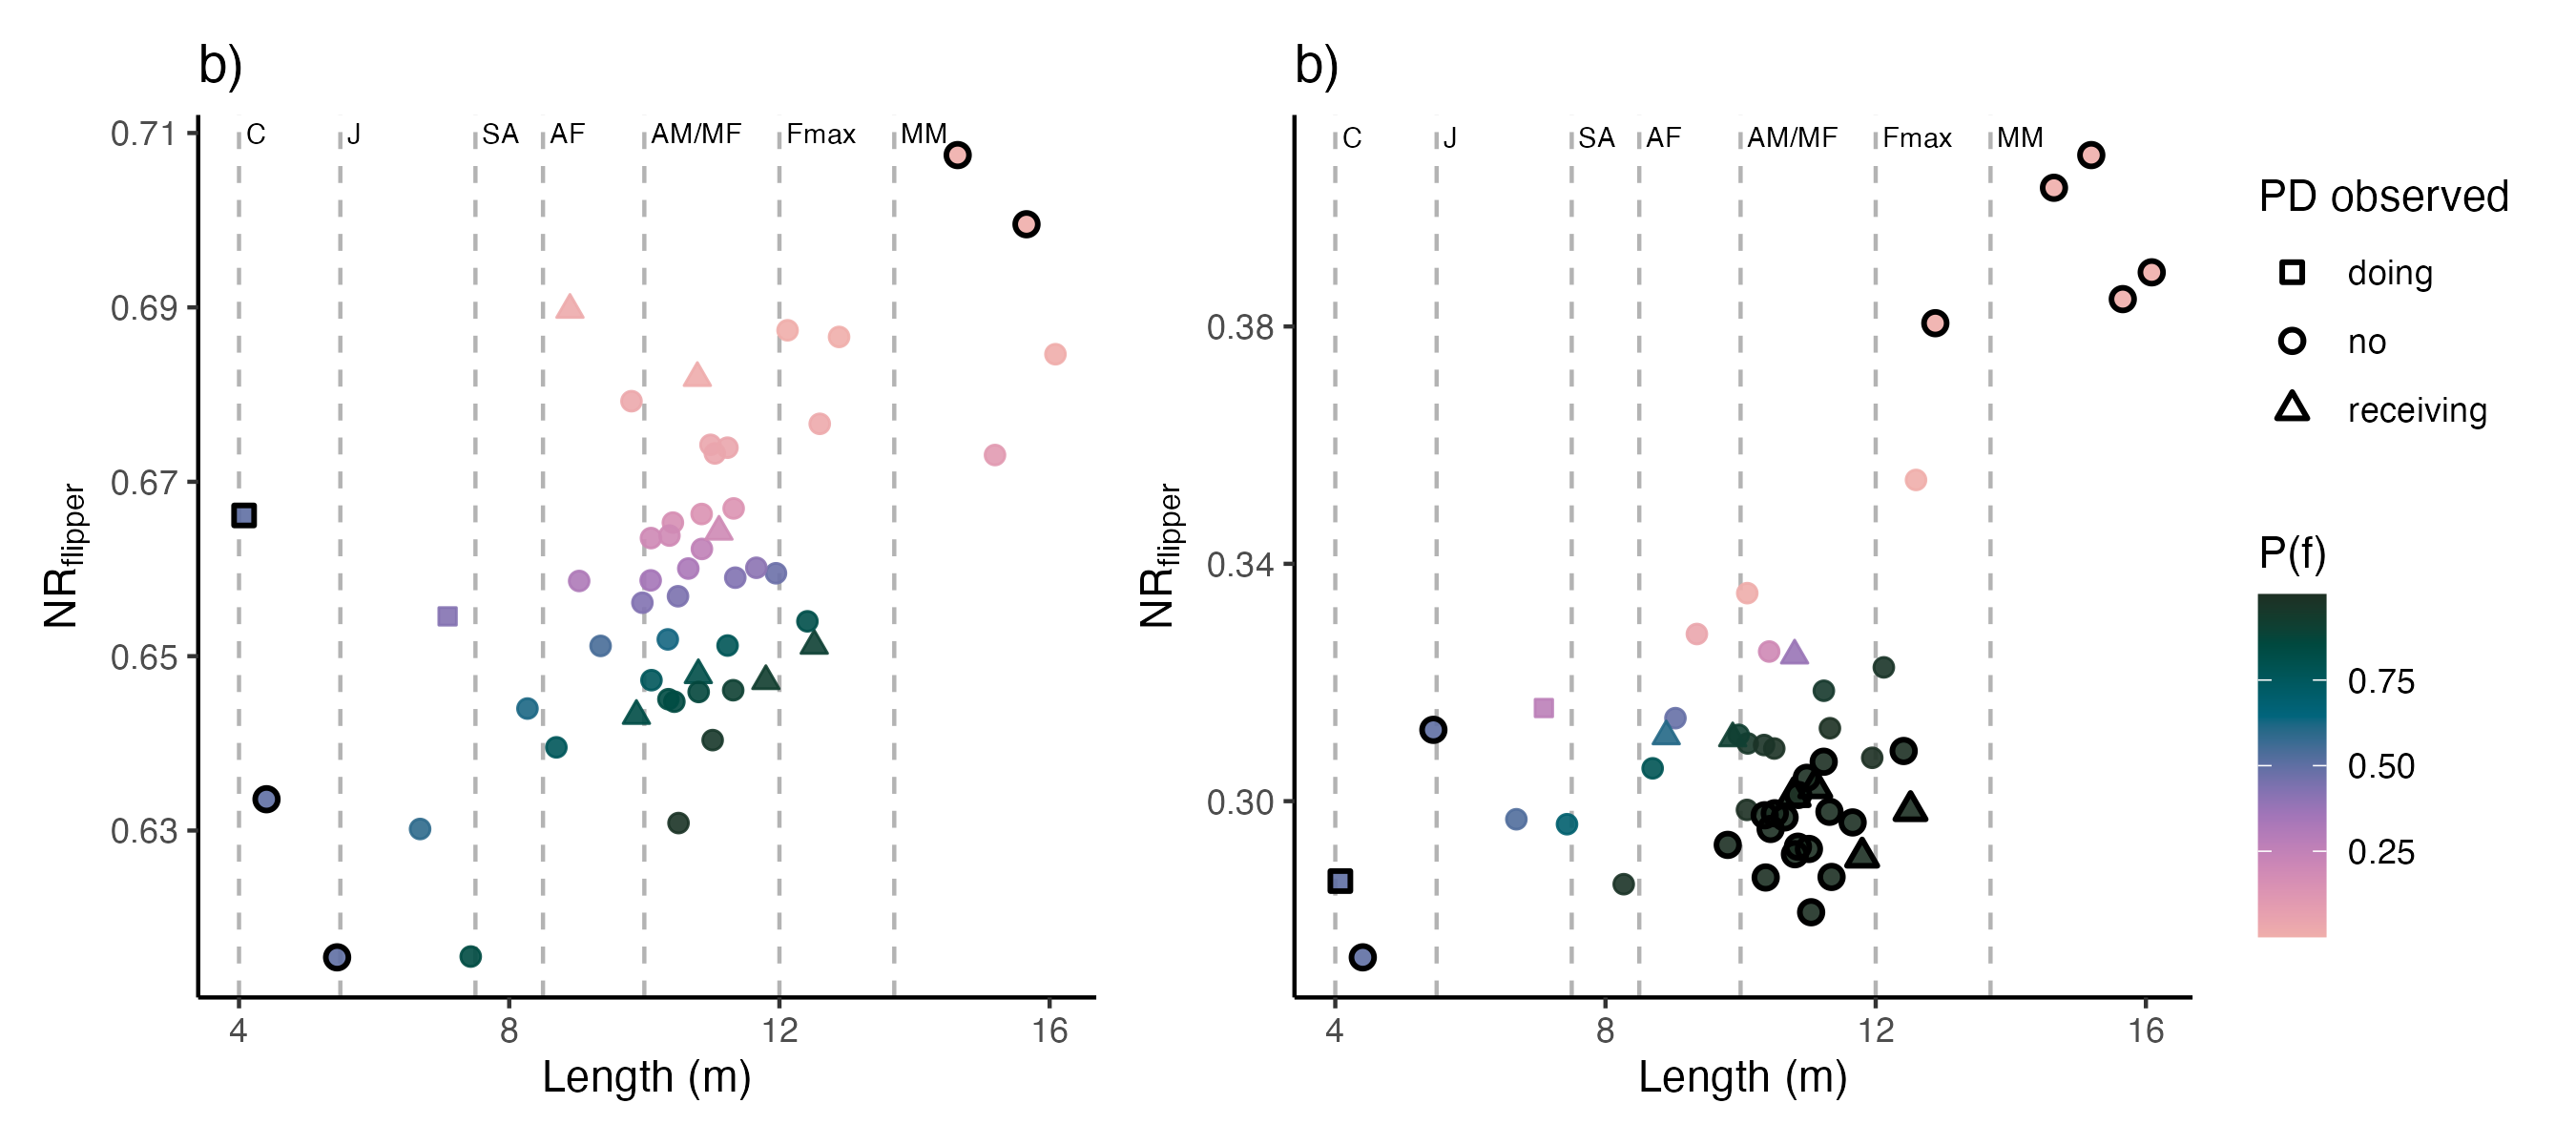 b)
C J SA AF AM/MF Fmax MM
0.71
0.69
0.67
0.65
0.63
NRflipper
4 8 12 16
Length (m)
b)
C J SA AF AM/MF Fmax MM
0.38
0.34
0.30
NRflipper
4 8 12 16
Length (m)
PD observed
doing
no
receiving
P(f)
0.75
0.50
0.25